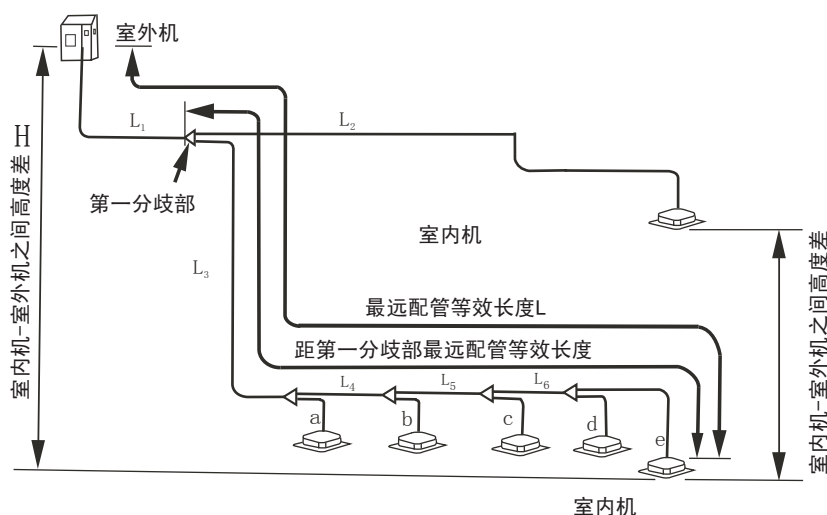 室外机
L₁
L₂
第一分歧部
室内机-室外机之间高度差 H
室内机
L₃
最远配管等效长度L
距第一分歧部最远配管等效长度
L₄
L₅
L₆
a
b
c
d
e
室内机-室外机之间高度差
室内机